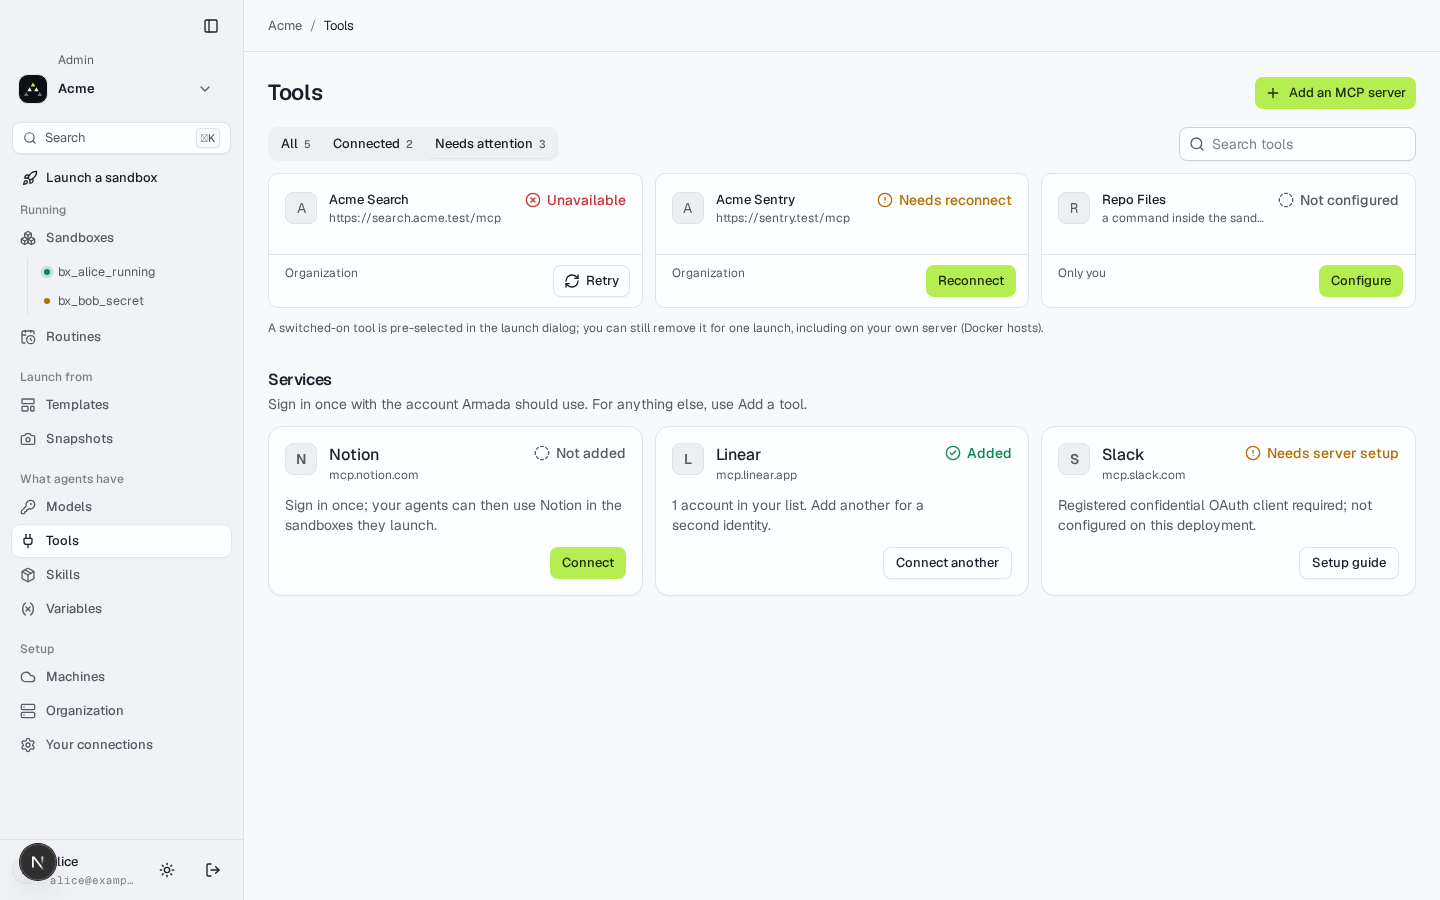 Admin
Acme
Search
K
Launch a sandbox
Running
Sandboxes
bx_alice_running
bx_bob_secret
Routines
Launch from
Templates
Snapshots
What agents have
Models
Tools
Skills
Variables
Setup
Machines
Organization
Your connections
N
lice
alice@examp…
Acme / Tools
Tools
Add an MCP server
All 5
Connected 2
Needs attention 3
Search tools
A
Acme Search
https://search.acme.test/mcp
Unavailable
Organization
Retry
A
Acme Sentry
https://sentry.test/mcp
Needs reconnect
Organization
Reconnect
R
Repo Files
a command inside the sand…
Not configured
Only you
Configure
A switched-on tool is pre-selected in the launch dialog; you can still remove it for one launch, including on your own server (Docker hosts).
Services
Sign in once with the account Armada should use. For anything else, use Add a tool.
N
Notion
mcp.notion.com
Not added
Sign in once; your agents can then use Notion in the
sandboxes they launch.
Connect
L
Linear
mcp.linear.app
Added
1 account in your list. Add another for a
second identity.
Connect another
S
Slack
mcp.slack.com
Needs server setup
Registered confidential OAuth client required; not
configured on this deployment.
Setup guide